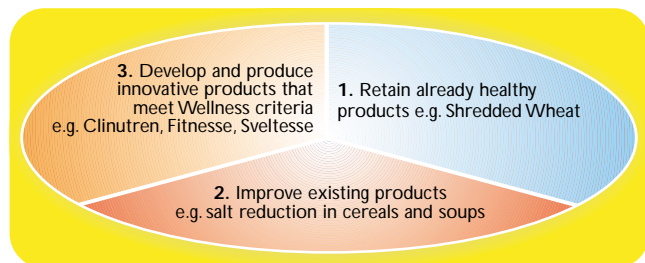 1. Retain already healthy
products e.g. Shredded Wheat
2. Improve existing products
e.g. salt reduction in cereals and soups
3. Develop and produce
innovative products that
meet Wellness criteria
e.g. Clinutren, Fitnesse, Sveltesse